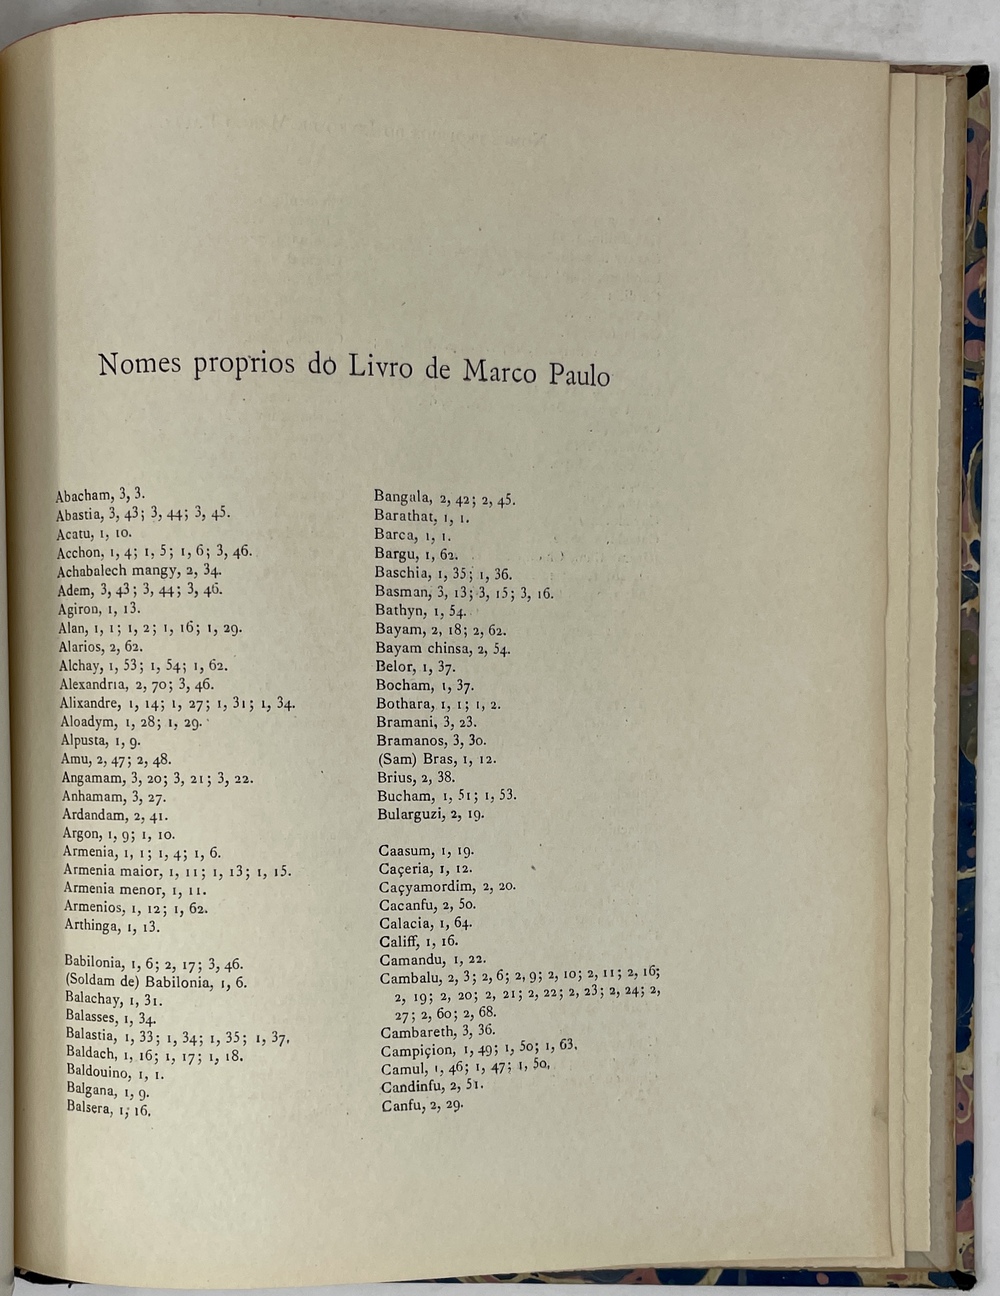 Nomes proprios do Livro de Marco Paulo
Abacham, 3, 3.
Abastia, 3, 43; 3, 44; 3, 45.
Acatu, 1, 10.
Acchon, 1, 4; 1, 5; 1, 6; 3, 46.
Achabalech mangy, 2, 34.
Adem, 3, 43; 3, 44; 3, 46.
Agiron, 1, 13.
Alan, 1, 1; 1, 2; 1, 16; 1, 29.
Alarios, 2, 62.
Alchay, 1, 53; 1, 54; 1, 62.
Alexandria, 2, 70; 3, 46.
Alixandre, 1, 14; 1, 27; 1, 31; 1, 34.
Aloadym, 1, 28; 1, 29.
Alpusta, 1, 9.
Amu, 2, 47; 2, 48.
Angamam, 3, 20; 3, 21; 3, 22.
Anhamam, 3, 27.
Ardandam, 2, 41.
Argon, 1, 9; 1, 10.
Armenia, 1, 1; 1, 4; 1, 6.
Armenia maior, 1, 11; 1, 13; 1, 15.
Armenia menor, 1, 11.
Armenios, 1, 12; 1, 62.
Arthinga, 1, 13.
Babilonia, 1, 6; 2, 17; 3, 46.
(Soldam de) Babilonia, 1, 6.
Balachay, 1, 31.
Balasses, 1, 34.
Balastia, 1, 33; 1, 34; 1, 35; 1, 37.
Baldach, 1, 16; 1, 17; 1, 18.
Baldouino, 1, 1.
Balgana, 1, 9.
Balsera, 1, 16.
Bangala, 2, 42; 2, 45.
Barathat, 1, 1.
Barca, 1, 1.
Bargu, 1, 62.
Baschia, 1, 35; 1, 36.
Basman, 3, 13; 3, 15; 3, 16.
Bathyn, 1, 54.
Bayam, 2, 18; 2, 62.
Bayam chinsa, 2, 54.
Belor, 1, 37.
Bocham, 1, 37.
Bothara, 1, 1; 1, 2.
Bramani, 3, 23.
Bramanos, 3, 30.
(Sam) Bras, 1, 12.
Brius, 2, 38.
Bucham, 1, 51; 1, 53.
Bularguzi, 2, 19.
Caasum, 1, 19.
Caçeria, 1, 12.
Caçyamordim, 2, 20.
Cacanfu, 2, 50.
Calacia, 1, 64.
Califf, 1, 16.
Camandu, 1, 22.
Cambalu, 2, 3; 2, 6; 2, 9; 2, 10; 2, 11; 2, 16;
2, 19; 2, 20; 2, 21; 2, 22; 2, 23; 2, 24; 2,
27; 2, 60; 2, 68.
Cambareth, 3, 36.
Campiçion, 1, 49; 1, 50; 1, 63.
Camul, 1, 46; 1, 47; 1, 50.
Candinfu, 2, 51.
Canfu, 2, 29.